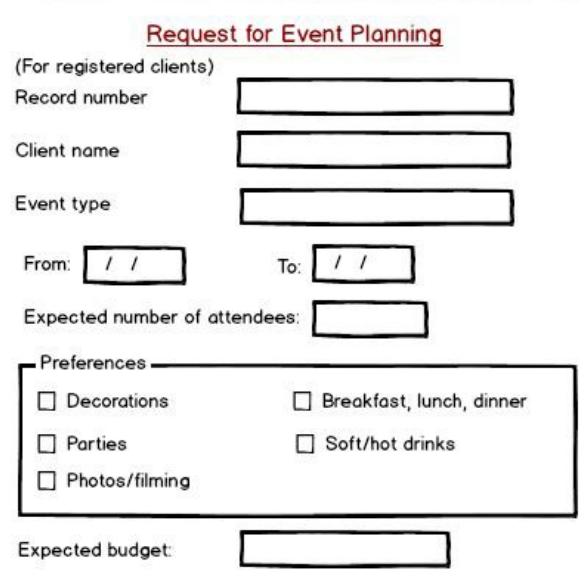 Request for Event Planning
(For registered clients)
Record number
Client name
Event type
From: / / To: / /
Expected number of attendees:
Preferences
Decorations Breakfast, lunch, dinner
Parties Soft/hot drinks
Photos/filming
Expected budget: